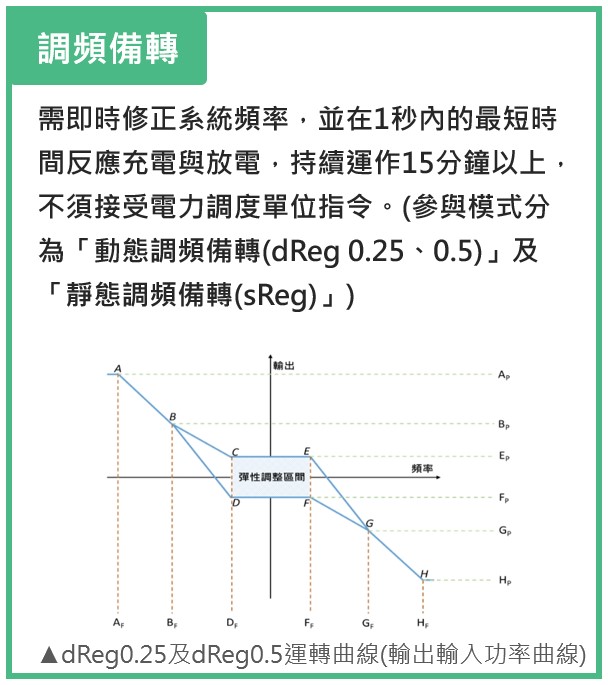 調頻備轉
需即時修正系統頻率，並在1秒內的最短時
間反應充電與放電，持續運作15分鐘以上，
不須接受電力調度單位指令。(參與模式分
為「動態調頻備轉(dReg 0.25、0.5)」及
「靜態調頻備轉(sReg)」)
輸出
A
Aₚ
B
Bₚ
C
E
Eₚ
頻率
彈性調整區間
D
F
Fₚ
G
Gₚ
H
Hₚ
A_F B_F D_F F_F G_F H_F
▲dReg0.25及dReg0.5運轉曲線(輸出輸入功率曲線)